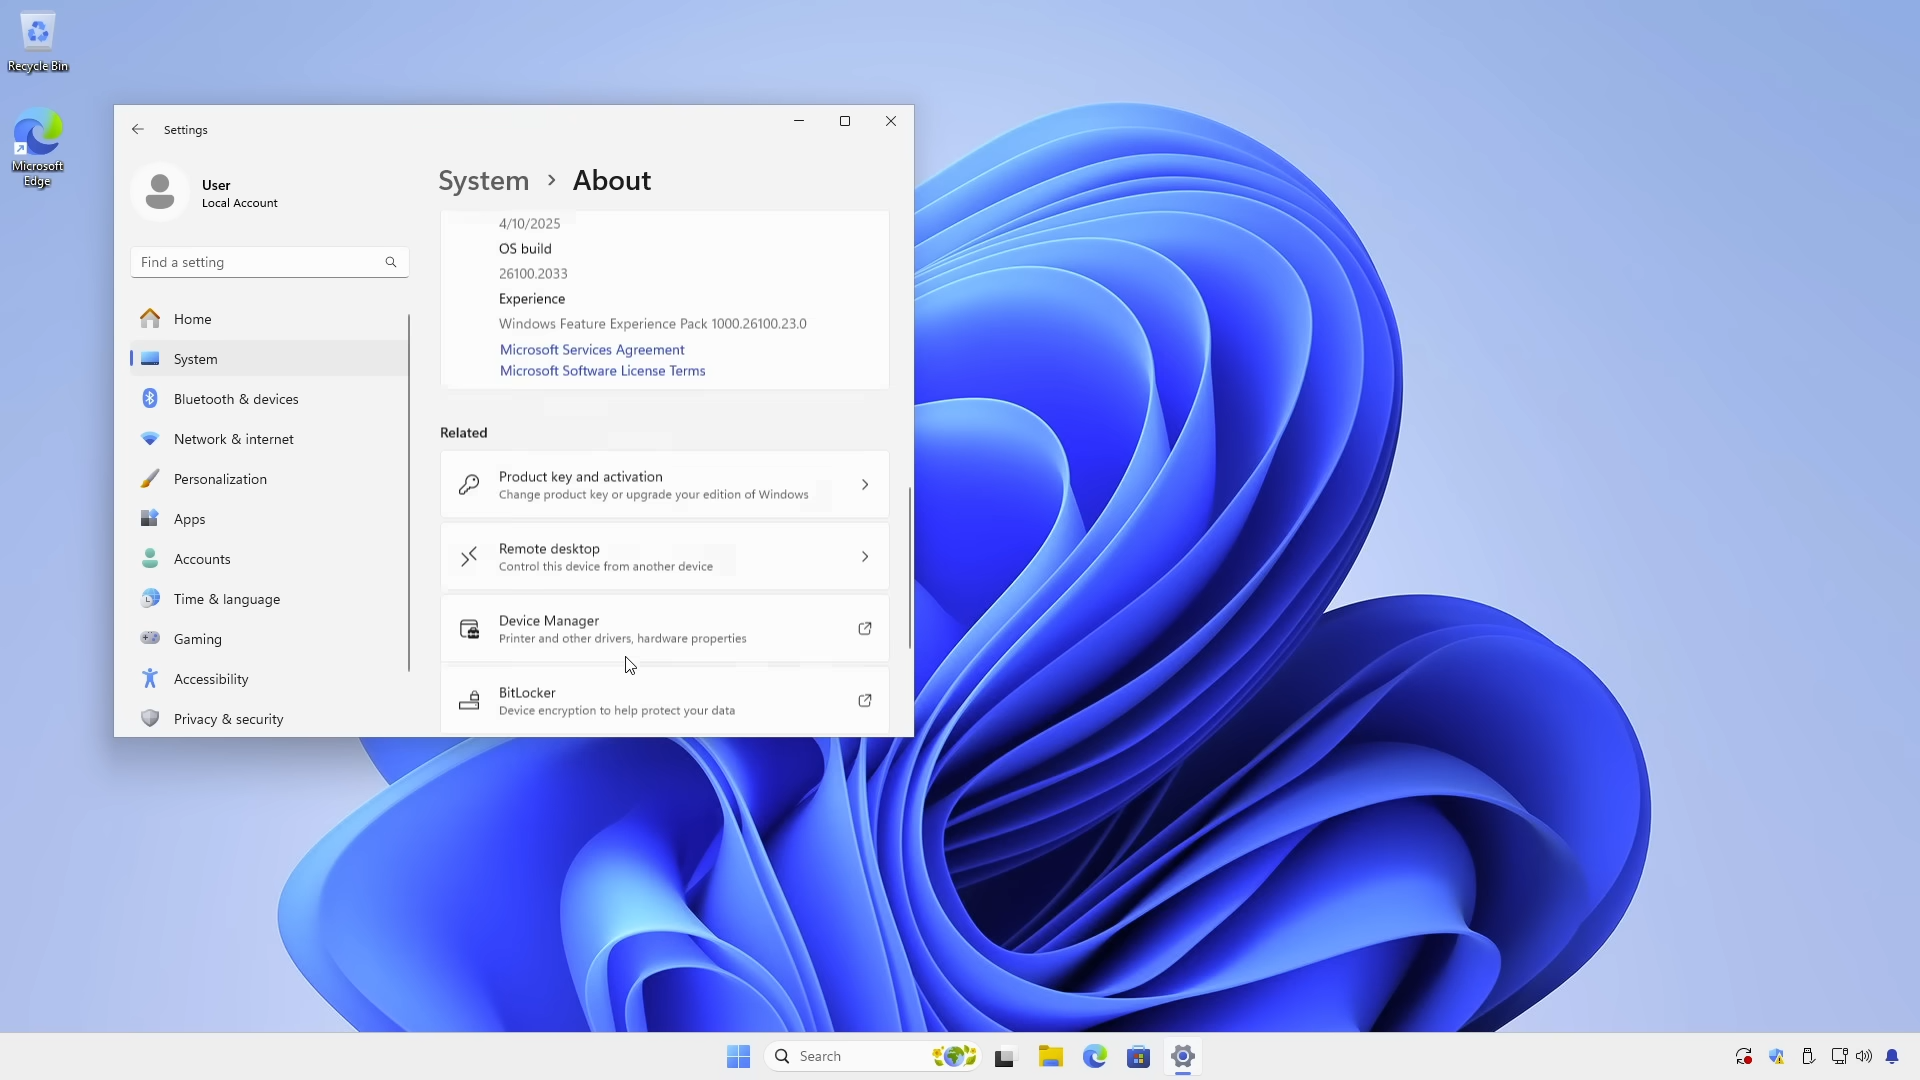 Recycle Bin
Microsoft
Edge
Settings
User
Local Account
Find a setting
Home
System
Bluetooth & devices
Network & internet
Personalization
Apps
Accounts
Time & language
Gaming
Accessibility
Privacy & security
System > About
4/10/2025
OS build
26100.2033
Experience
Windows Feature Experience Pack 1000.26100.23.0
Microsoft Services Agreement
Microsoft Software License Terms
Related
Product key and activation
Change product key or upgrade your edition of Windows
Remote desktop
Control this device from another device
Device Manager
Printer and other drivers, hardware properties
BitLocker
Device encryption to help protect your data
Search